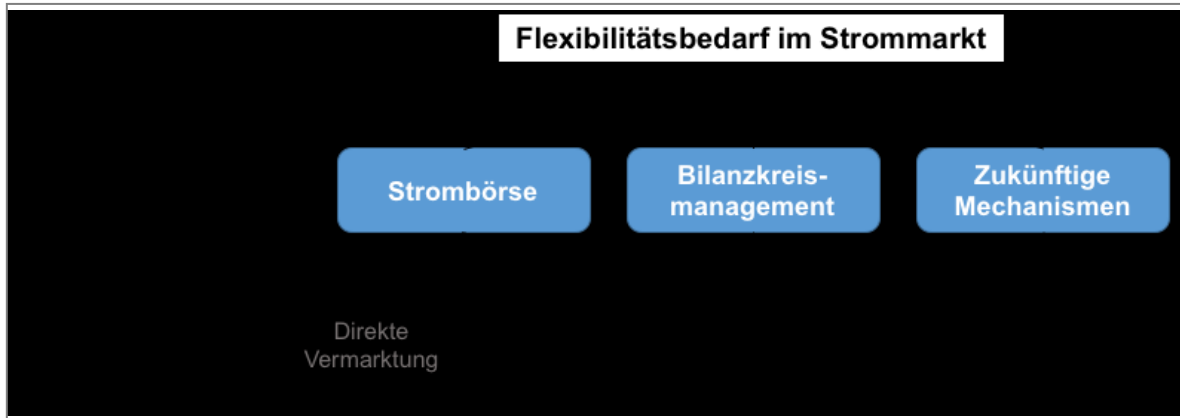 Flexibilitätsbedarf im Strommarkt
Strombörse
Bilanzkreis-
management
Zukünftige
Mechanismen
Direkte
Vermarktung